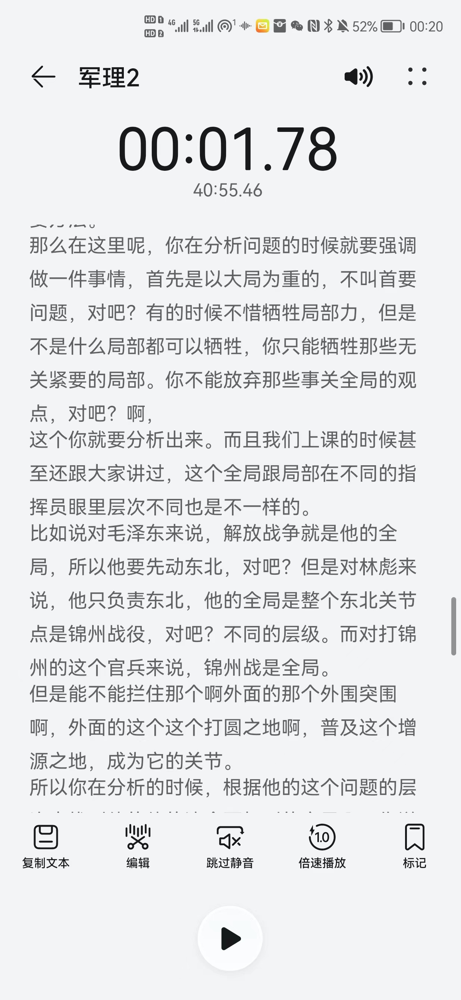 HD 1 4G 5G 1 52% 00:20
HD 2
军理2
00:01.78
40:55.46
那么在这里呢，你在分析问题的时候就要强调
做一件事情，首先是以大局为重的，不叫首要
问题，对吧？有的时候不惜牺牲局部力，但是
不是什么局部都可以牺牲，你只能牺牲那些无
关紧要的局部。你不能放弃那些事关全局的观
点，对吧？啊，
这个你就要分析出来。而且我们上课的时候甚
至还跟大家讲过，这个全局跟局部在不同的指
挥员眼里层次不同也是不一样的。
比如说对毛泽东来说，解放战争就是他的全
局，所以他要先动东北，对吧？但是对林彪来
说，他只负责东北，他的全局是整个东北关节
点是锦州战役，对吧？不同的层级。而对打锦
州的这个官兵来说，锦州战是全局。
但是能不能拦住那个啊外面的那个外围突围
啊，外面的这个这个打圆之地啊，普及这个增
源之地，成为它的关节。
所以你在分析的时候，根据他的这个问题的层
1.0
复制文本 编辑 跳过静音 倍速播放 标记